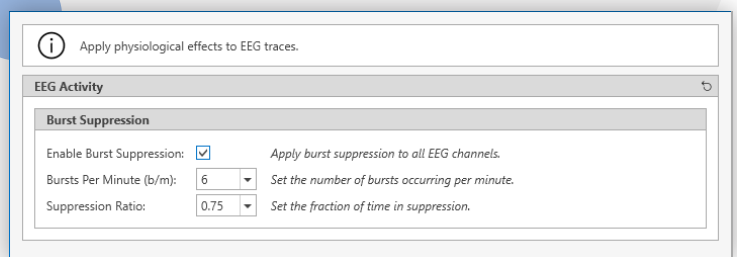 Apply physiological effects to EEG traces.
EEG Activity
Burst Suppression
Enable Burst Suppression: Apply burst suppression to all EEG channels.
Bursts Per Minute (b/m): 6 Set the number of bursts occurring per minute.
Suppression Ratio: 0.75 Set the fraction of time in suppression.